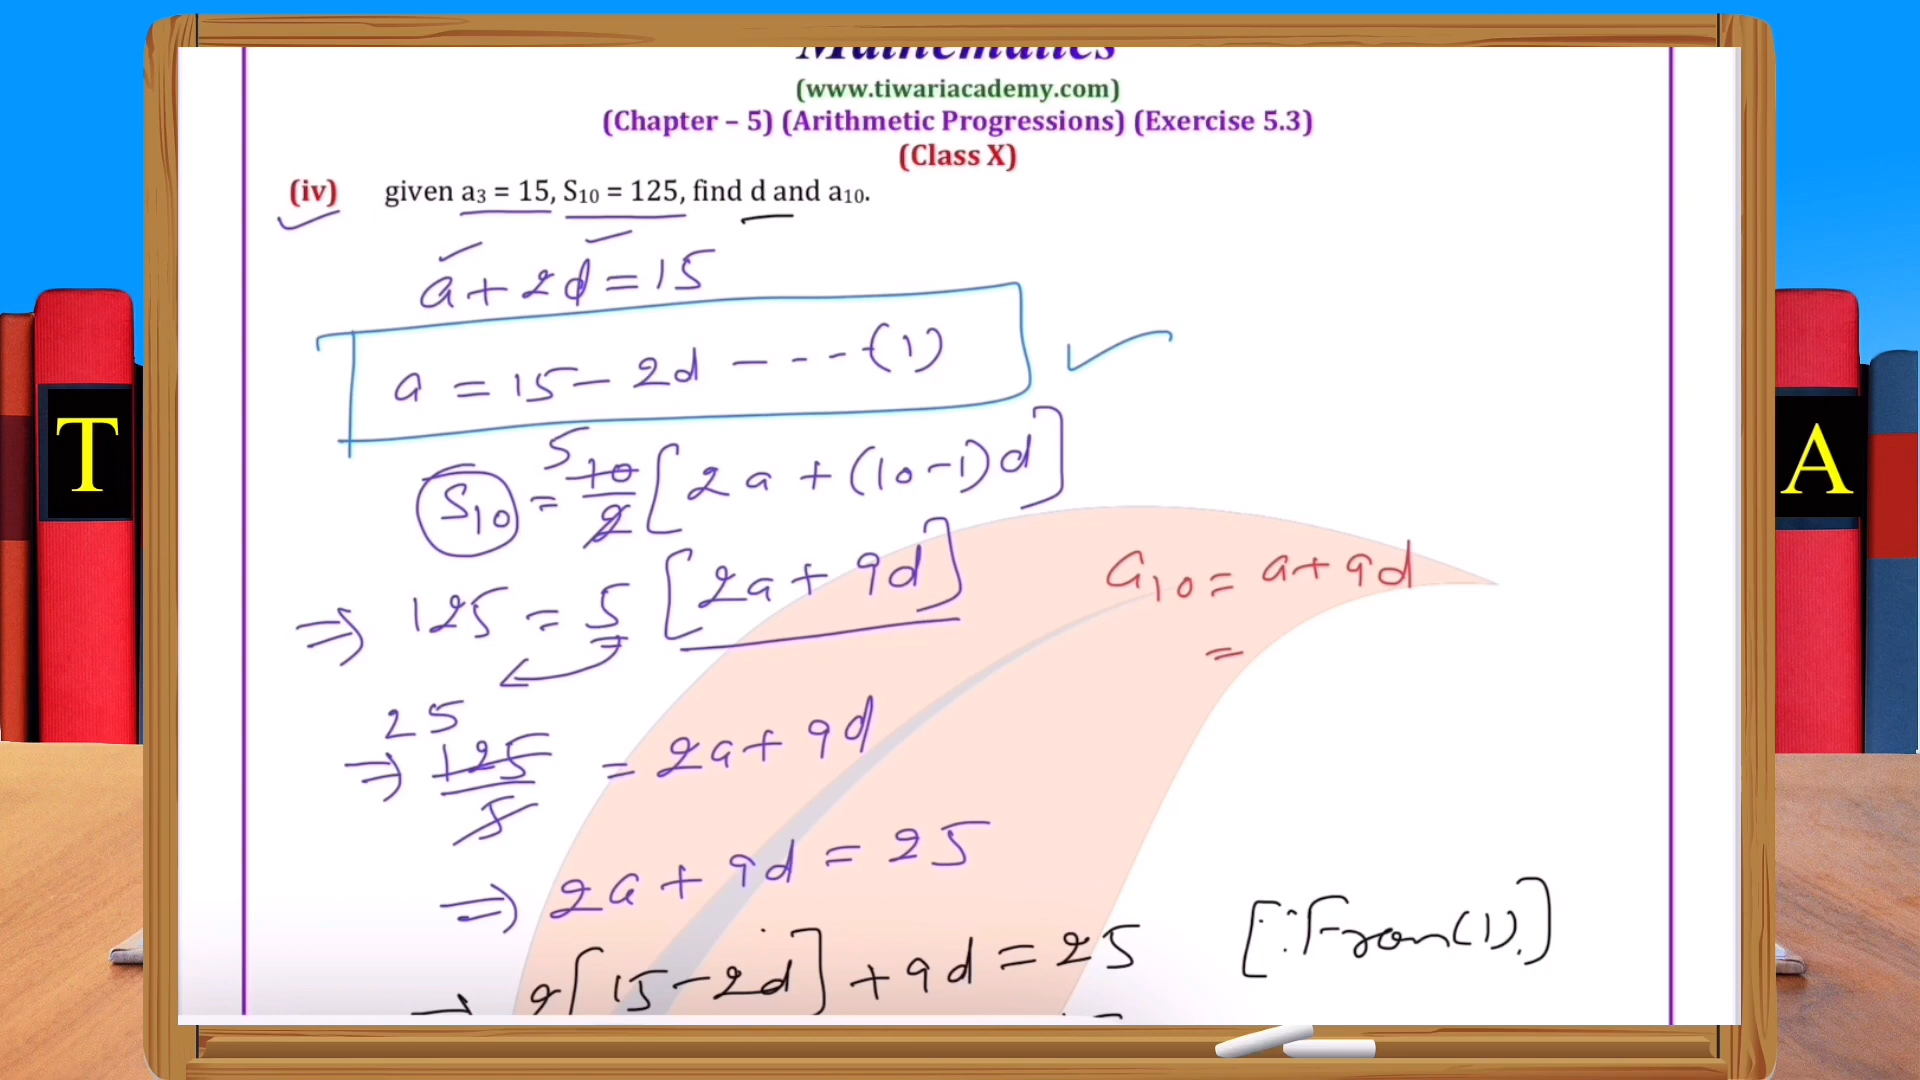 Mathematics
(www.tiwariacademy.com)
(Chapter – 5) (Arithmetic Progressions) (Exercise 5.3)
(Class X)
(iv) given a₃ = 15, S₁₀ = 125, find d and a₁₀.
a + 2d = 15
a = 15 – 2d – - - - (1)
S₁₀ = 10/2 [2a + (10-1)d]
5
⇒ 125 = 5 [2a + 9d]
a₁₀ = a + 9d
=
25
⇒ 125/5 = 2a + 9d
⇒ 2a + 9d = 25
⇒ 2[15-2d] + 9d = 25 [∵ From (1).]
T
A